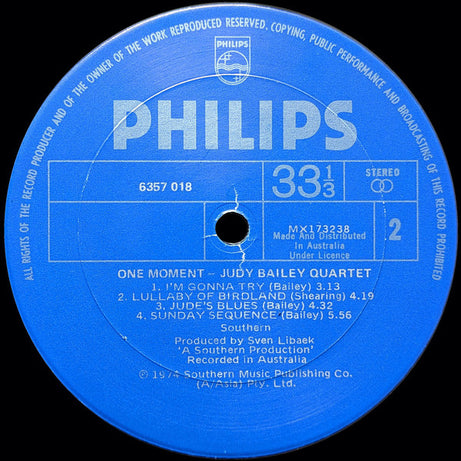 ALL RIGHTS OF THE RECORD PRODUCER AND OF THE OWNER OF THE WORK REPRODUCED RESERVED. COPYING, PUBLIC PERFORMANCE AND BROADCASTING OF THIS RECORD PROHIBITED
PHILIPS
PHILIPS
6357 018
33 1/3
STEREO
MX173238
Made And Distributed
In Australia
Under Licence
2
ONE MOMENT - JUDY BAILEY QUARTET
1. I'M GONNA TRY (Bailey) 3.13
2. LULLABY OF BIRDLAND (Shearing) 4.19
3. JUDE'S BLUES (Bailey) 4.32
4. SUNDAY SEQUENCE (Bailey) 5.56
Southern
Produced by Sven Libaek
'A Southern Production'
Recorded in Australia
℗ 1974 Southern Music Publishing Co.
(A/Asia) Pty. Ltd.